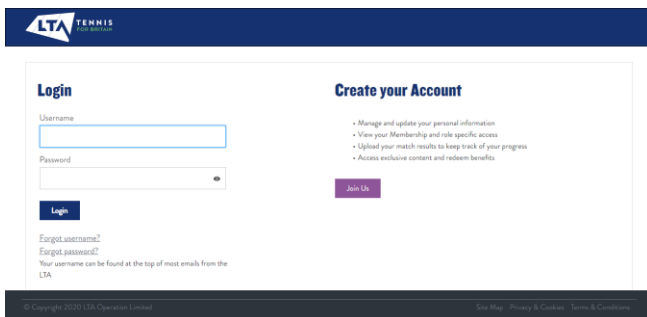 LTA TENNIS
FOR BRITAIN
Login
Username
Password
Login
Forgot username?
Forgot password?
Your username can be found at the top of most emails from the
LTA
Create your Account
• Manage and update your personal information
• View your Membership and role specific access
• Upload your match results to keep track of your progress
• Access exclusive content and redeem benefits
Join Us
© Copyright 2020 LTA Operation Limited
Site Map Privacy & Cookies Terms & Conditions